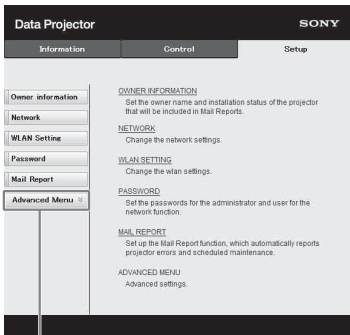 Data Projector
SONY
Information
Control
Setup
Owner information
Network
WLAN Setting
Password
Mail Report
Advanced Menu
OWNER INFORMATION
Set the owner name and installation status of the projector
that will be included in Mail Reports.
NETWORK
Change the network settings.
WLAN SETTING
Change the wlan settings.
PASSWORD
Set the passwords for the administrator and user for the
network function.
MAIL REPORT
Set up the Mail Report function, which automatically reports
projector errors and scheduled maintenance.
ADVANCED MENU
Advanced settings.